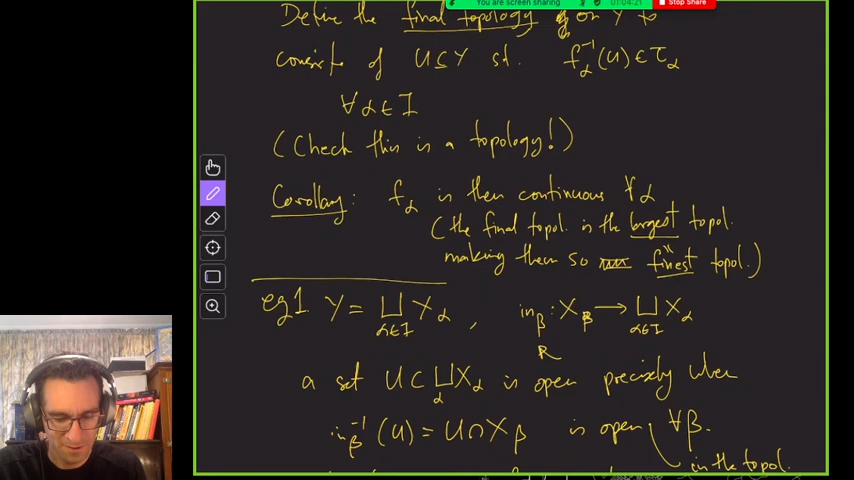 You are screen sharing 01:04:21 Stop Share
Define the final topology on Y to
consist of U ⊆ Y st. f_α^{-1}(U) ∈ τ_α
∀ α ∈ I
(Check this is a topology!)
Corollary: f_α is then continuous ∀ α
(the final topol. is the largest topol.
making them so finest topol.)
eg1 Y = ⊔_{α∈I} X_α , in_β : X_β → ⊔_{α∈I} X_α
a set U ⊂ ⊔_α X_α is open precisely when
in_β^{-1}(U) = U ∩ X_β is open ∀ β.
in the topol.